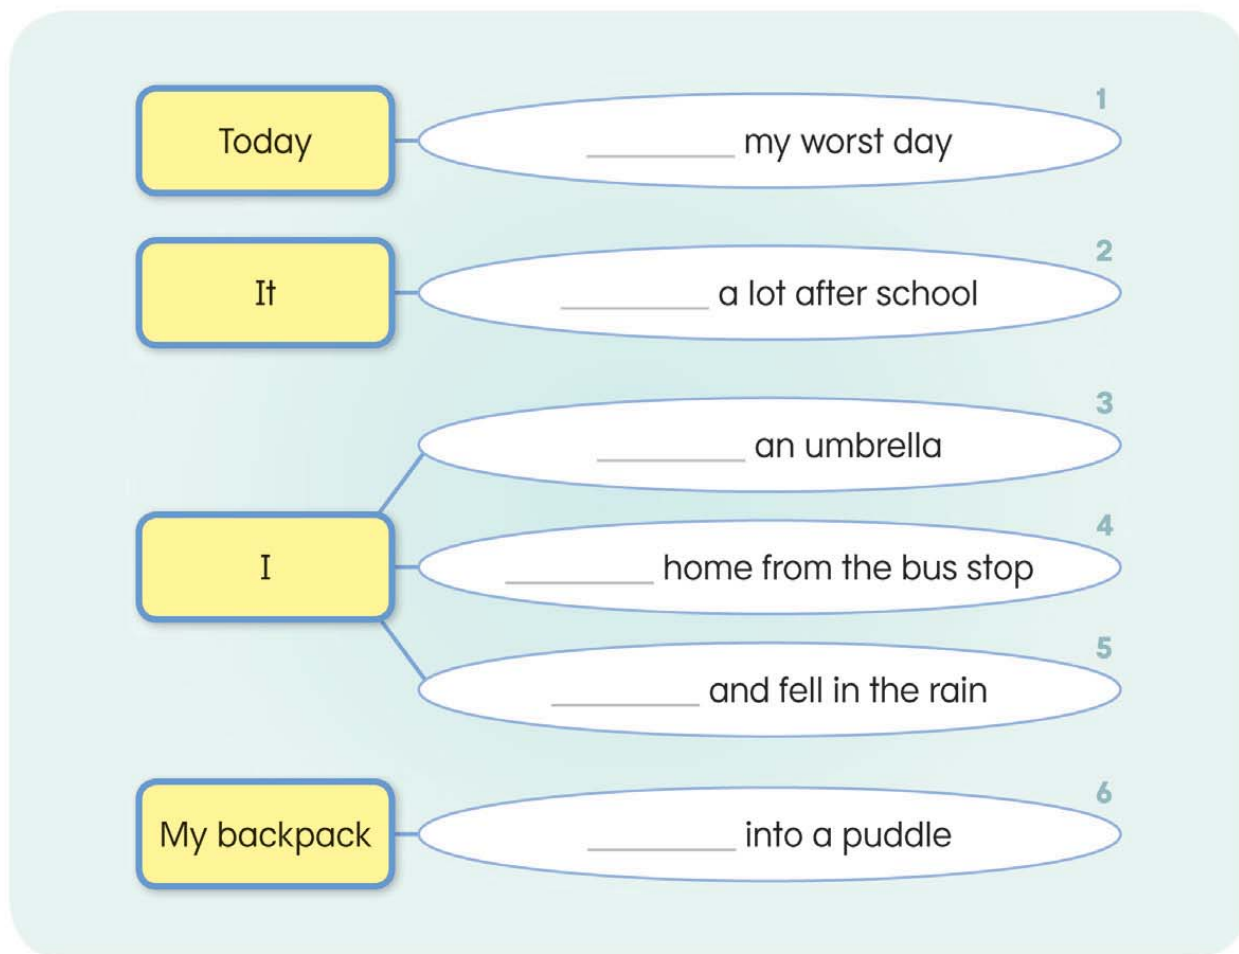 Today
1
________ my worst day
It
2
________ a lot after school
3
________ an umbrella
I
4
________ home from the bus stop
5
________ and fell in the rain
My backpack
6
________ into a puddle